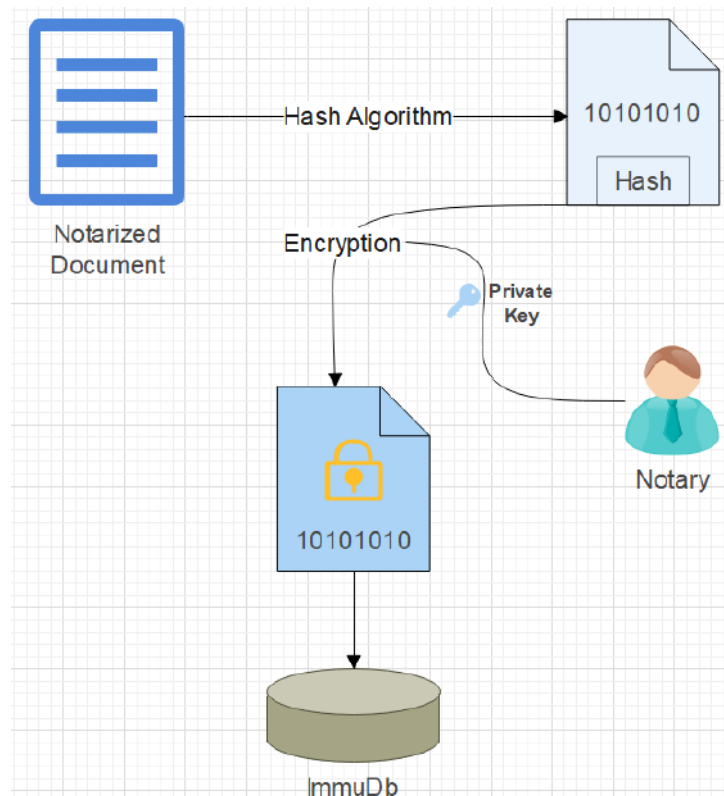 Hash Algorithm
10101010
Hash
Notarized
Document
Encryption
Private
Key
Notary
10101010
ImmuDb